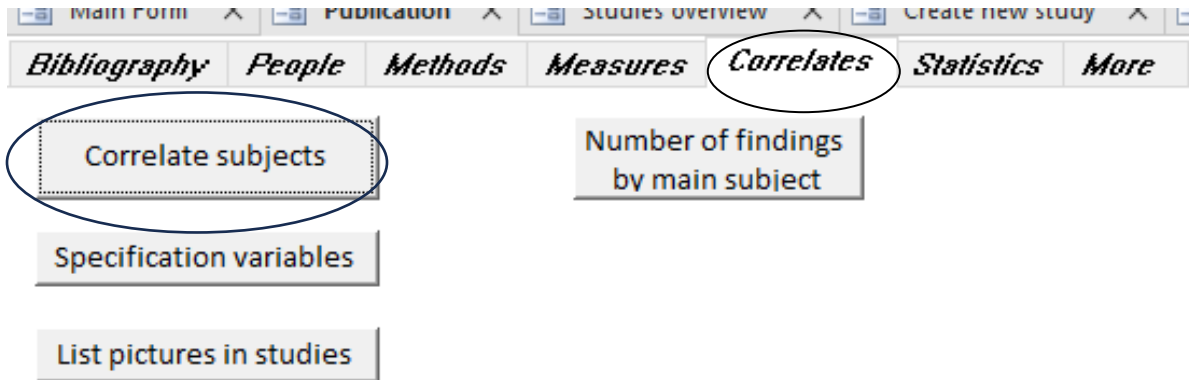 Main Form Publication Studies overview Create new study
Bibliography People Methods Measures Correlates Statistics More
Correlate subjects
Number of findings
by main subject
Specification variables
List pictures in studies